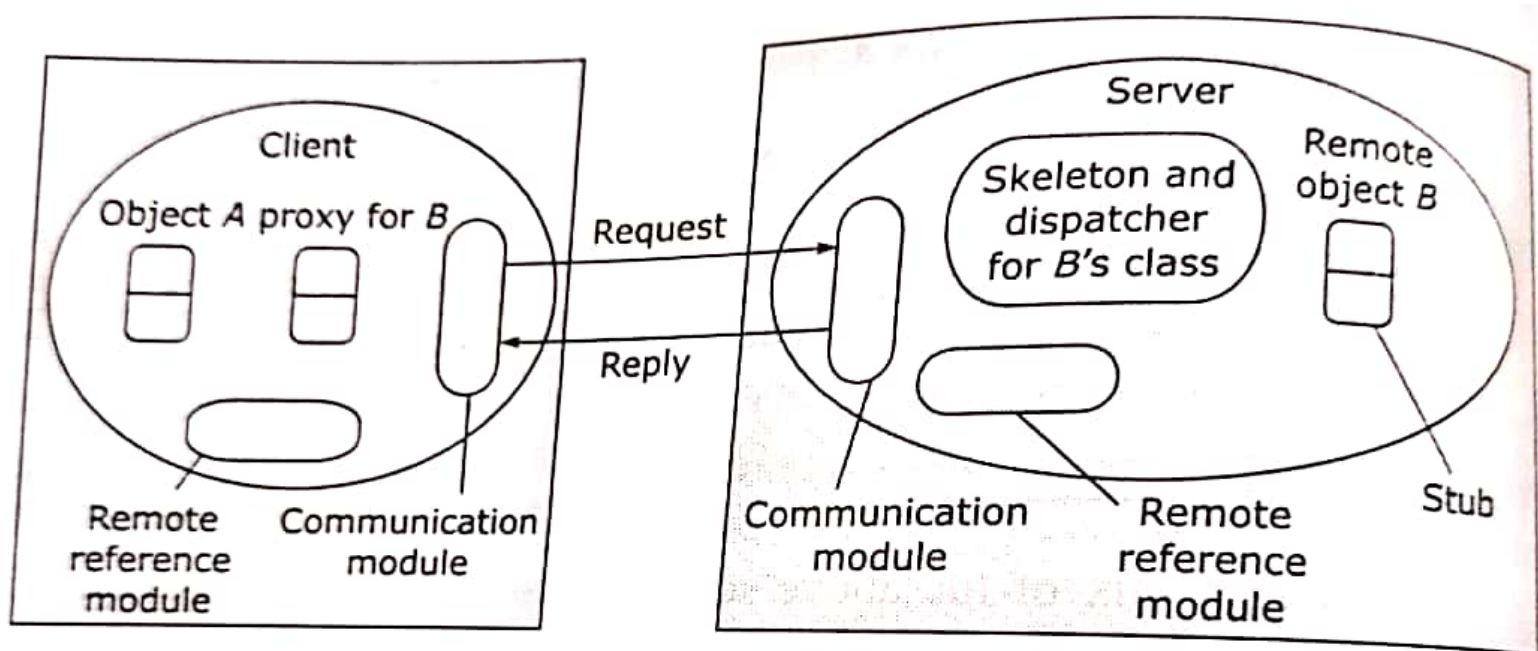 Client
Object A proxy for B
Remote
reference
module
Communication
module
Request
Reply
Server
Skeleton and
dispatcher
for B's class
Remote
object B
Communication
module
Remote
reference
module
Stub